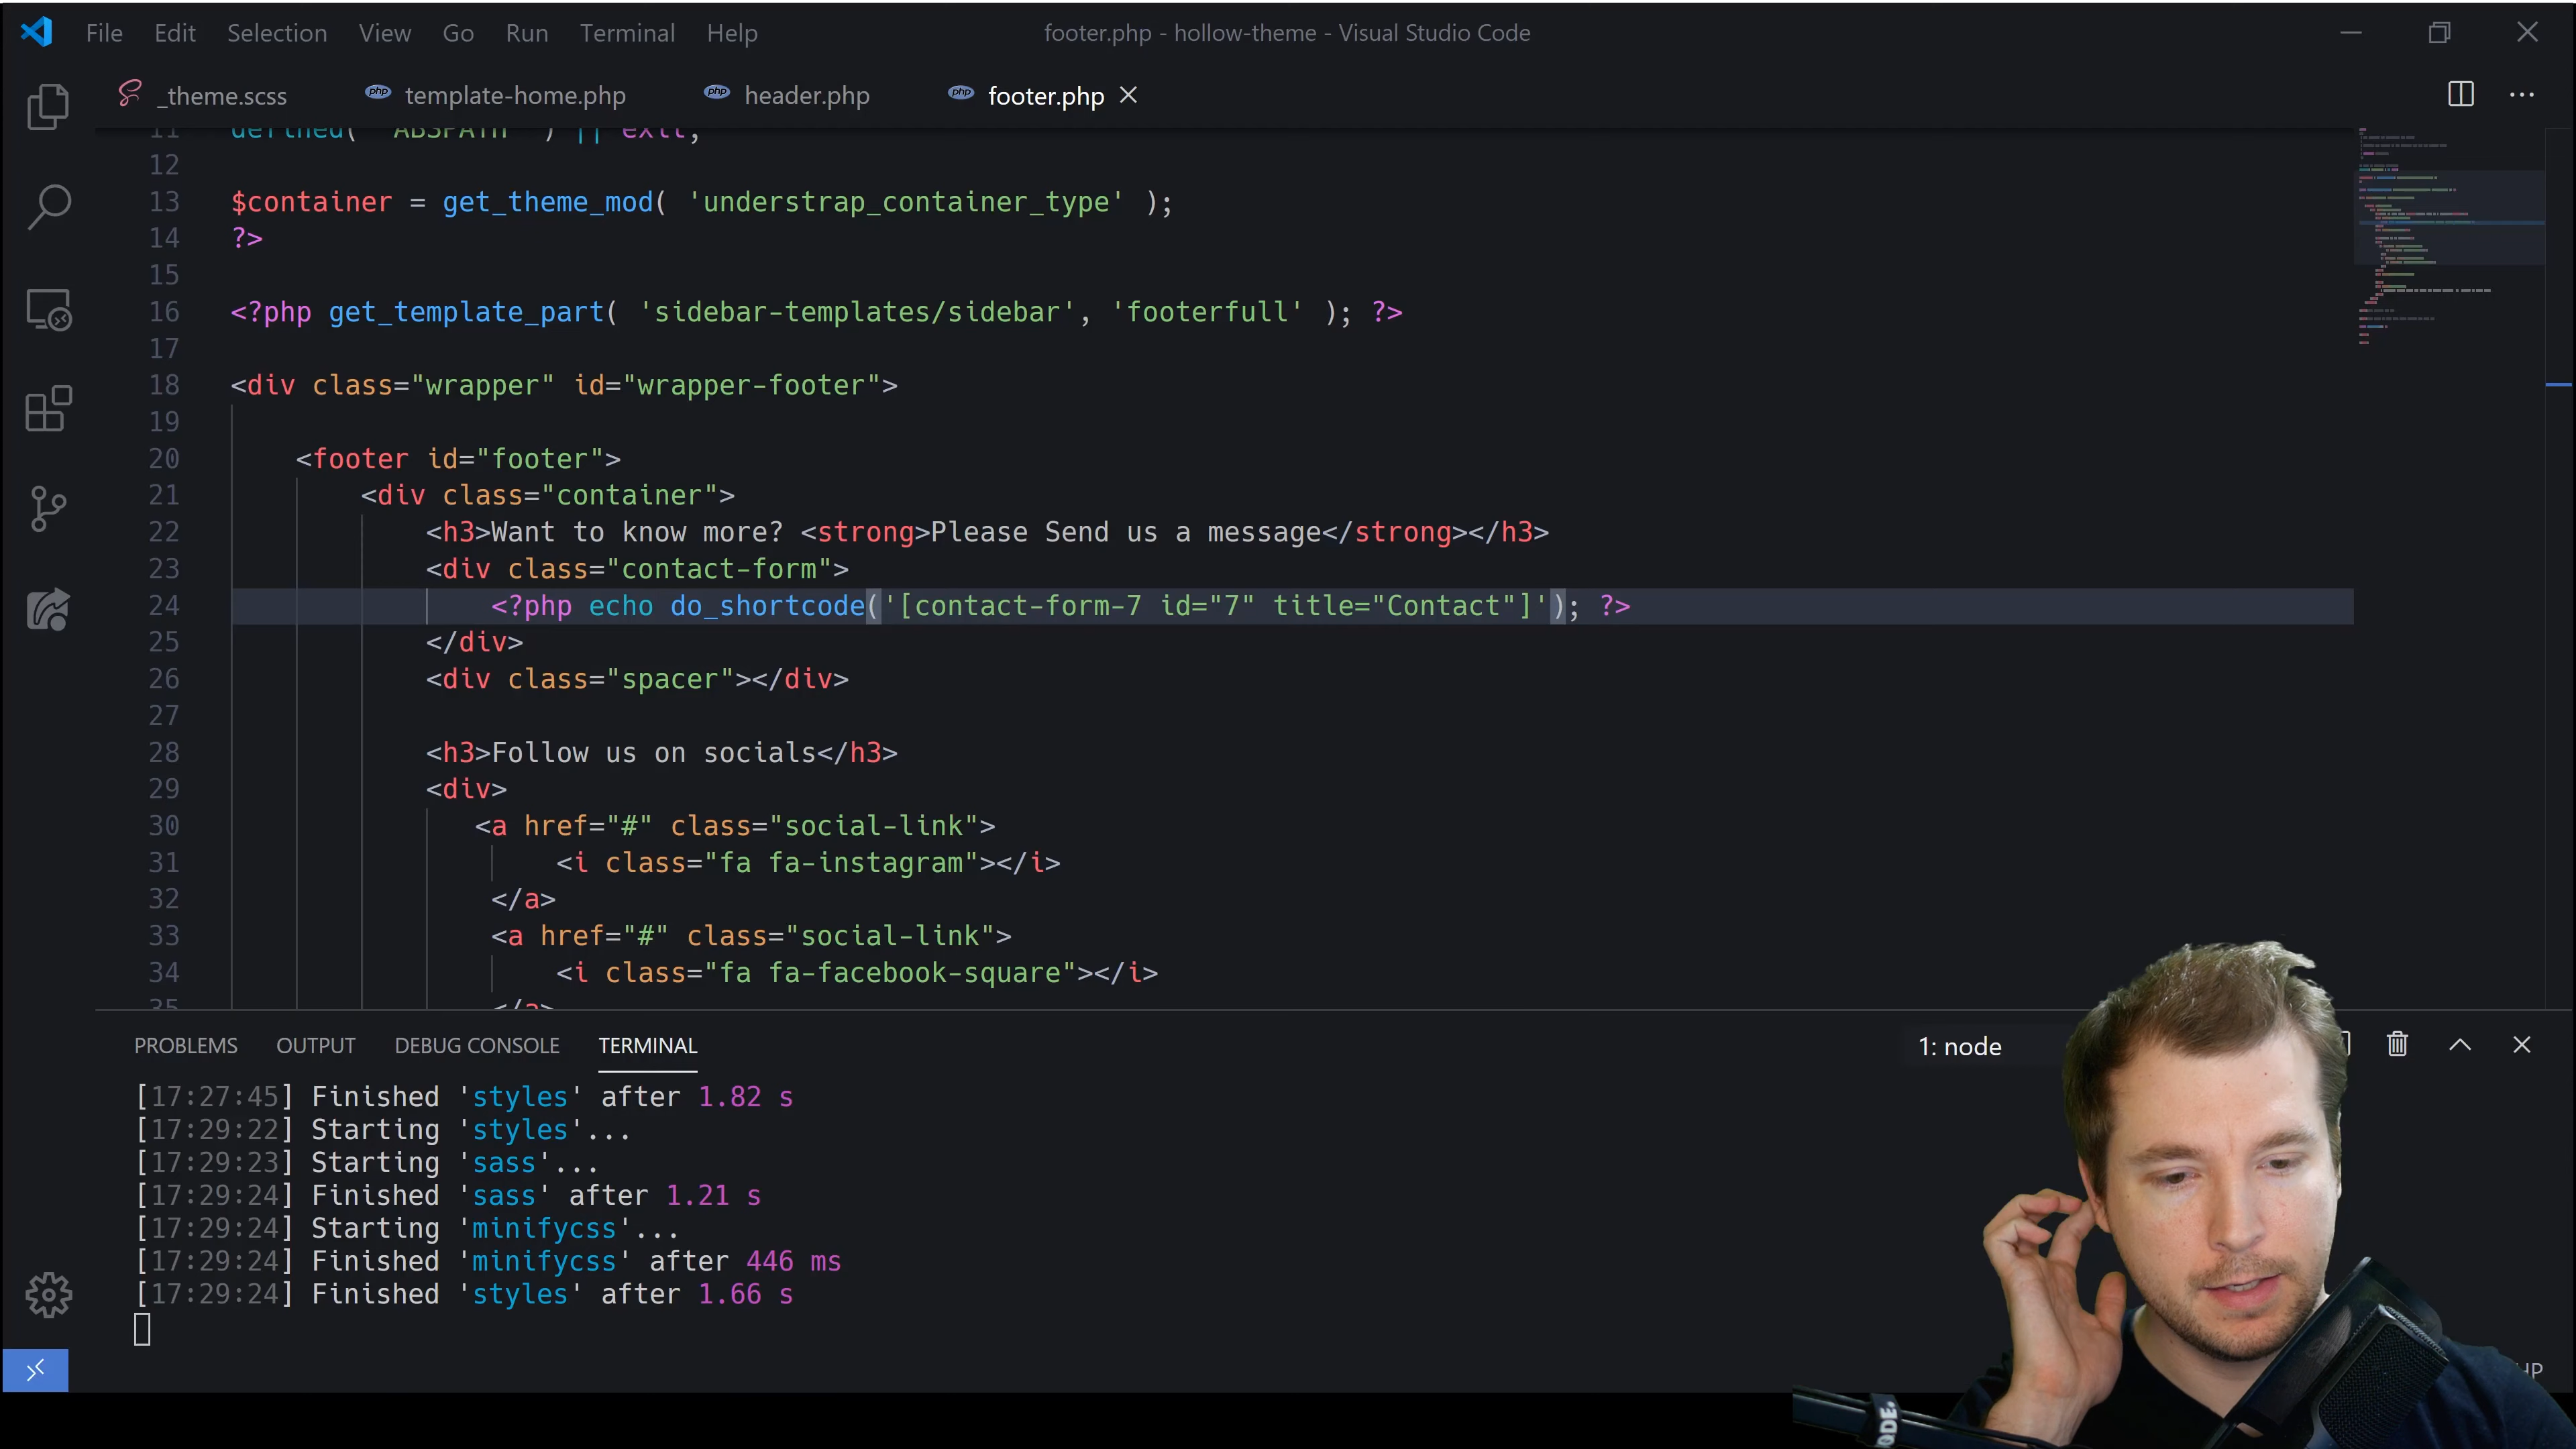 File Edit Selection View Go Run Terminal Help footer.php - hollow-theme - Visual Studio Code
_theme.scss php template-home.php php header.php php footer.php
11 defined( 'ABSPATH' ) || exit;
12
13 $container = get_theme_mod( 'understrap_container_type' );
14 ?>
15
16 <?php get_template_part( 'sidebar-templates/sidebar', 'footerfull' ); ?>
17
18 <div class="wrapper" id="wrapper-footer">
19
20 <footer id="footer">
21 <div class="container">
22 <h3>Want to know more? <strong>Please Send us a message</strong></h3>
23 <div class="contact-form">
24 <?php echo do_shortcode('[contact-form-7 id="7" title="Contact"]'); ?>
25 </div>
26 <div class="spacer"></div>
27
28 <h3>Follow us on socials</h3>
29 <div>
30 <a href="#" class="social-link">
31 <i class="fa fa-instagram"></i>
32 </a>
33 <a href="#" class="social-link">
34 <i class="fa fa-facebook-square"></i>
35 </a>
PROBLEMS OUTPUT DEBUG CONSOLE TERMINAL 1: node
[17:27:45] Finished 'styles' after 1.82 s
[17:29:22] Starting 'styles'...
[17:29:23] Starting 'sass'...
[17:29:24] Finished 'sass' after 1.21 s
[17:29:24] Starting 'minifycss'...
[17:29:24] Finished 'minifycss' after 446 ms
[17:29:24] Finished 'styles' after 1.66 s